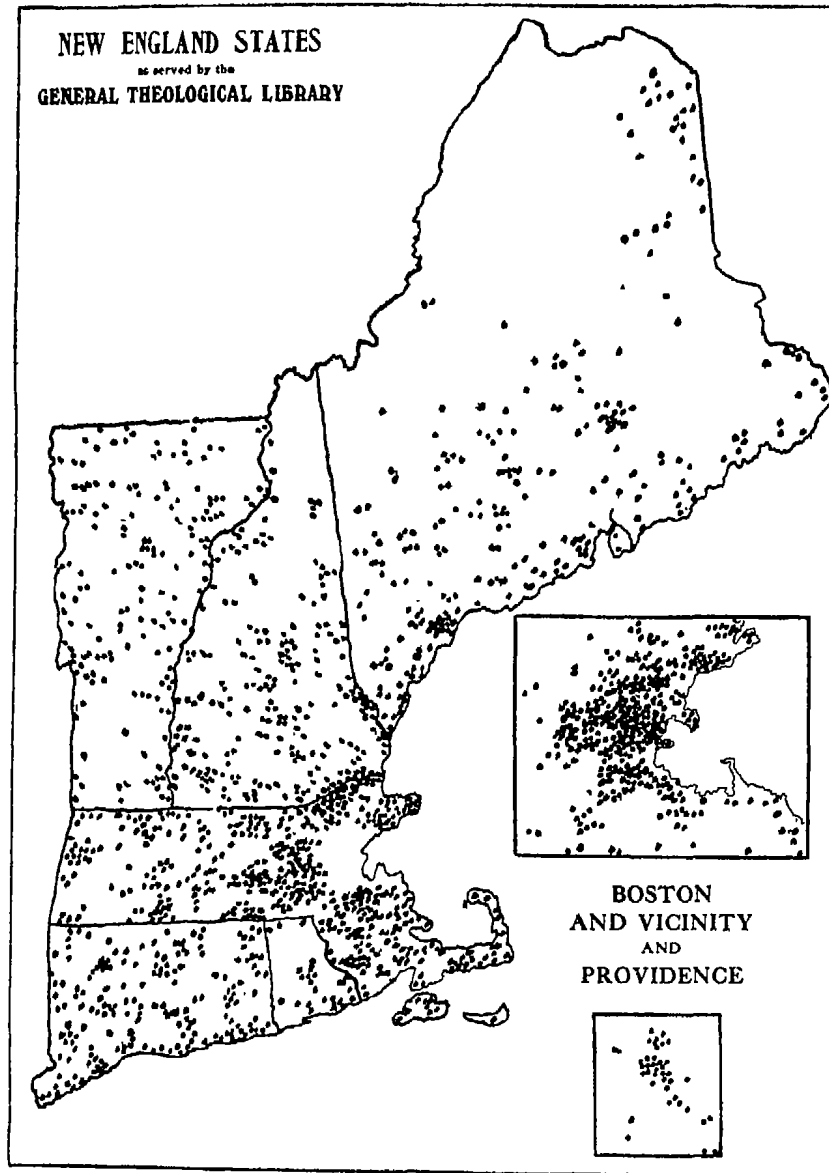 NEW ENGLAND STATES
as served by the
GENERAL THEOLOGICAL LIBRARY
BOSTON
AND VICINITY
AND
PROVIDENCE